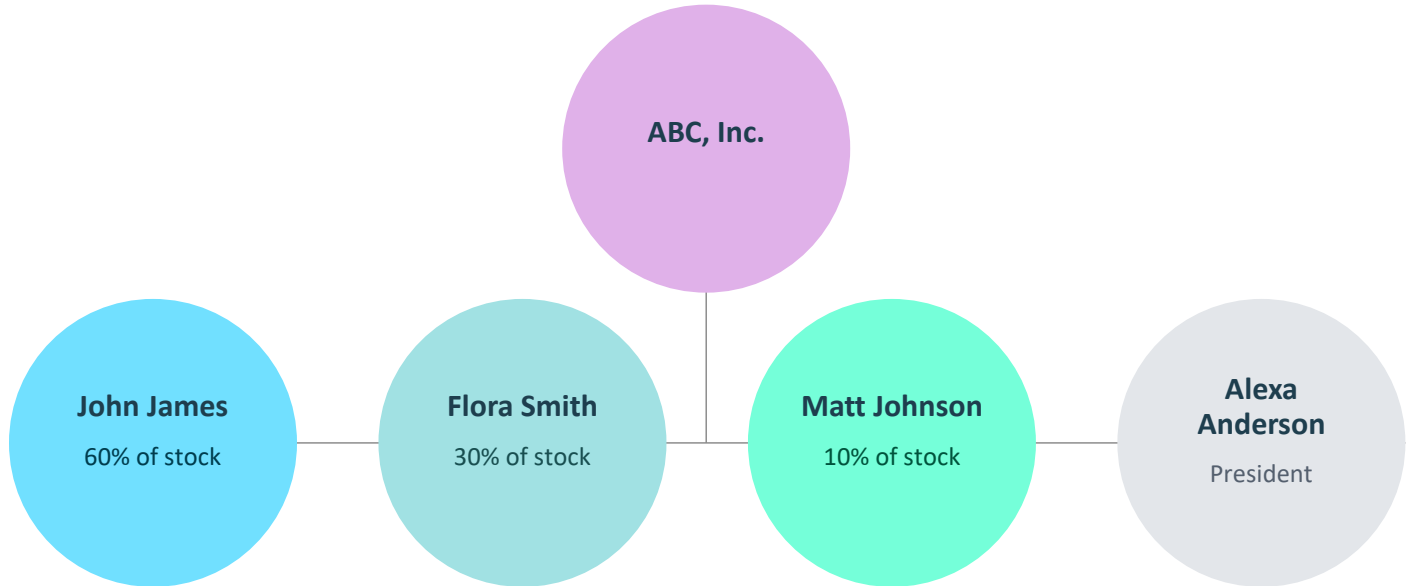 ABC, Inc.
John James
60% of stock
Flora Smith
30% of stock
Matt Johnson
10% of stock
Alexa
Anderson
President